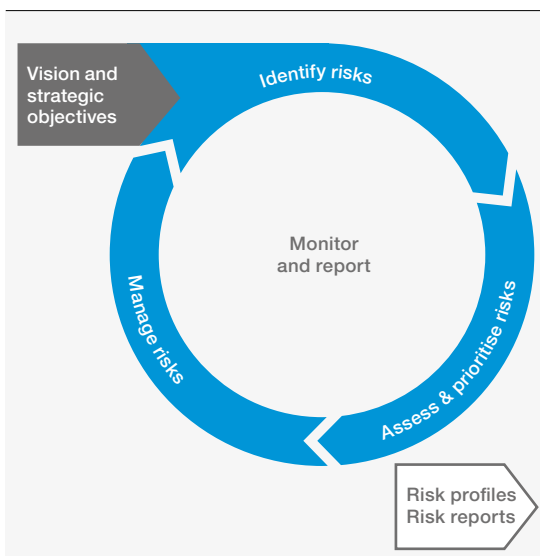 Vision and
strategic
objectives
Identify risks
Monitor
and report
Manage risks
Assess & prioritise risks
Risk profiles
Risk reports